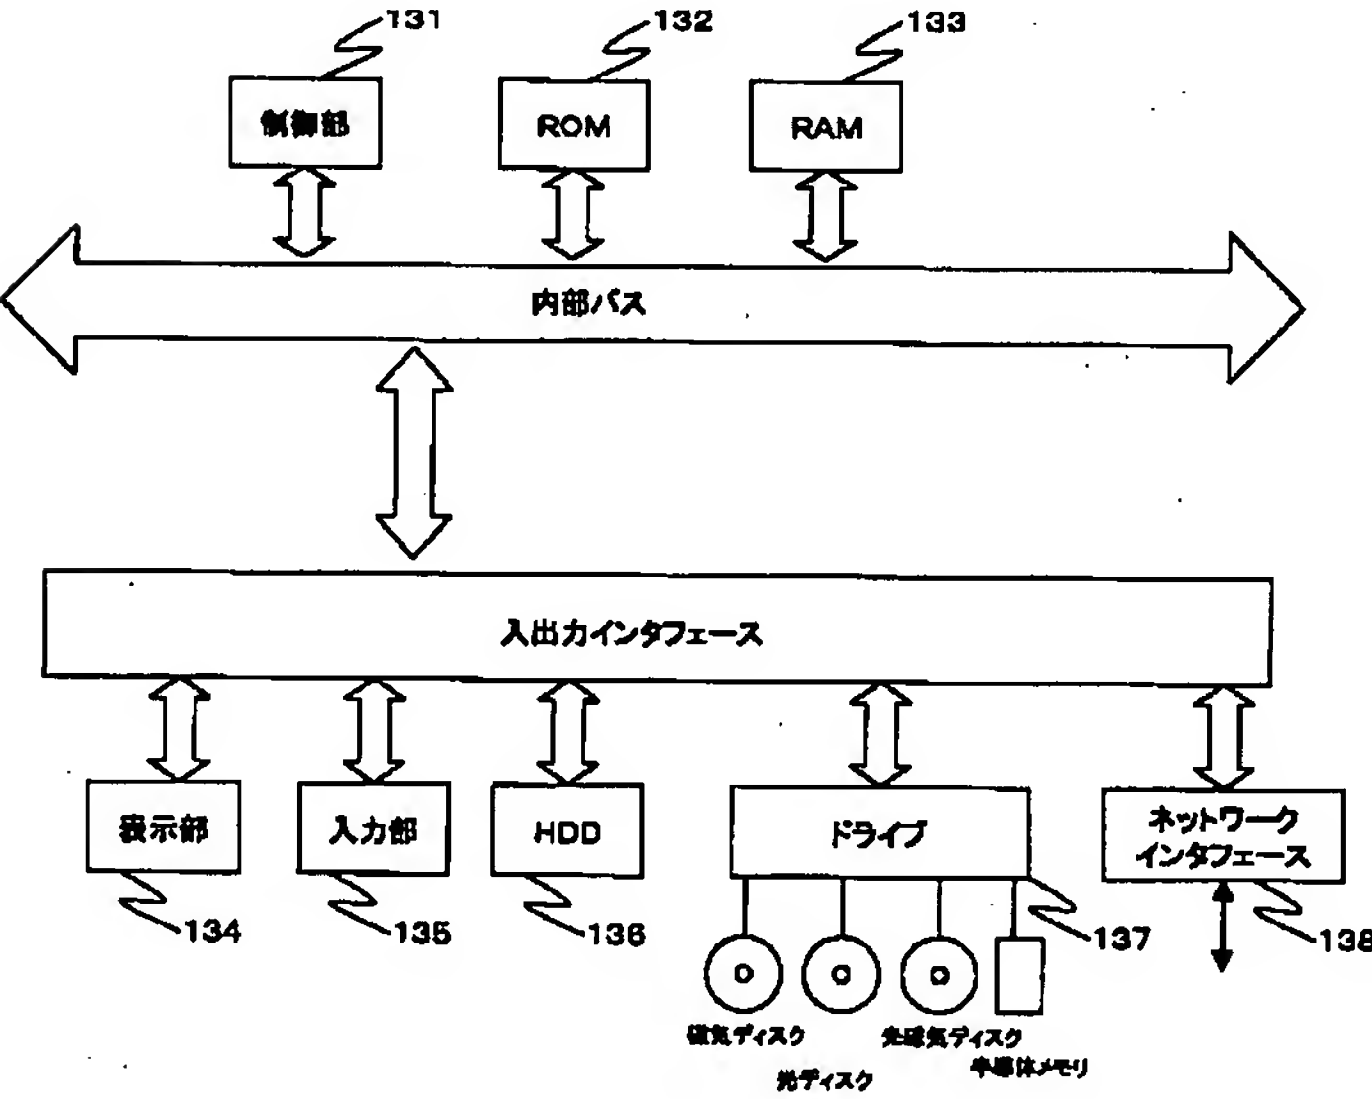 131
132
133
制御部
ROM
RAM
内部バス
入出力インタフェース
表示部
入力部
HDD
ドライブ
ネットワーク
インタフェース
134
135
136
137
138
磁気ディスク
光磁気ディスク
半導体メモリ
光ディスク